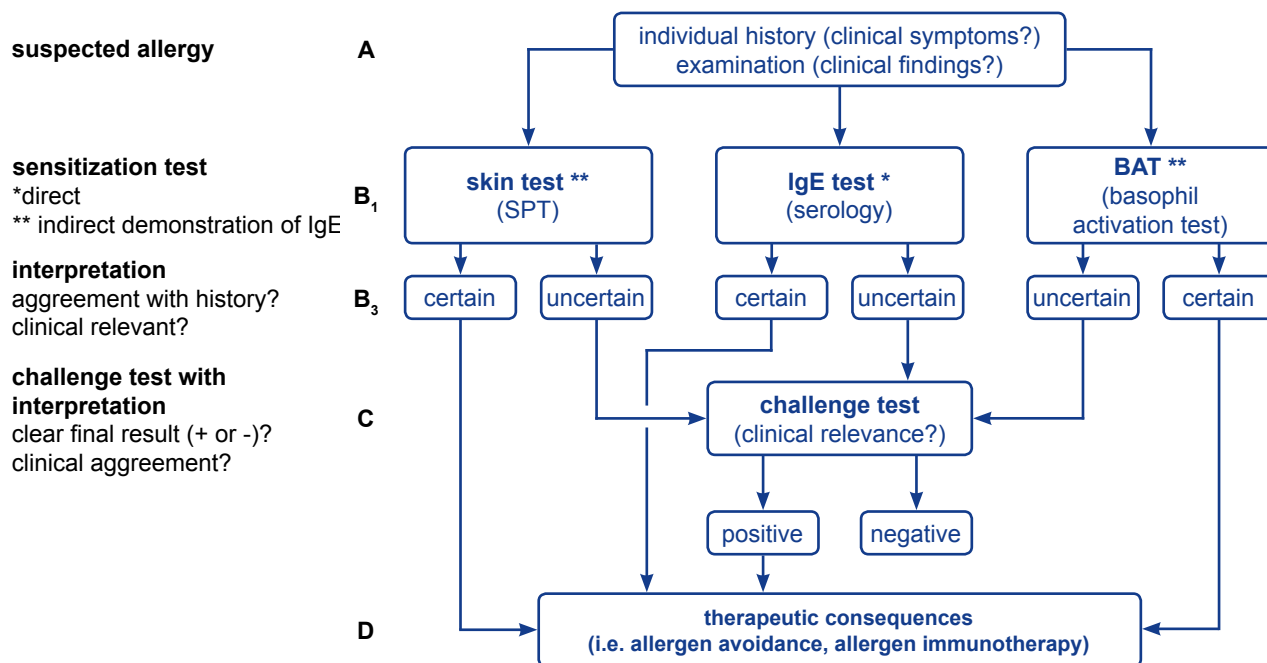 suspected allergy
A
individual history (clinical symptoms?)
examination (clinical findings?)
sensitization test
*direct
** indirect demonstration of IgE
B₁
skin test **
(SPT)
IgE test *
(serology)
BAT **
(basophil
activation test)
interpretation
aggreement with history?
clinical relevant?
B₃
certain
uncertain
certain
uncertain
uncertain
certain
challenge test with
interpretation
clear final result (+ or -)?
clinical aggreement?
C
challenge test
(clinical relevance?)
positive
negative
D
therapeutic consequences
(i.e. allergen avoidance, allergen immunotherapy)